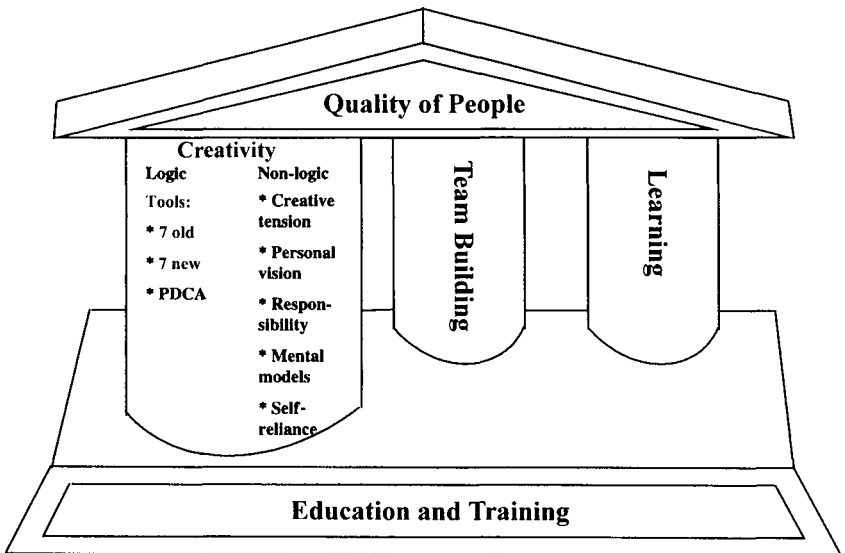 Quality of People
Creativity
Logic
Tools:
* 7 old
* 7 new
* PDCA
Non-logic
* Creative
tension
* Personal
vision
* Respon-
sibility
* Mental
models
* Self-
reliance
Team Building
Learning
Education and Training